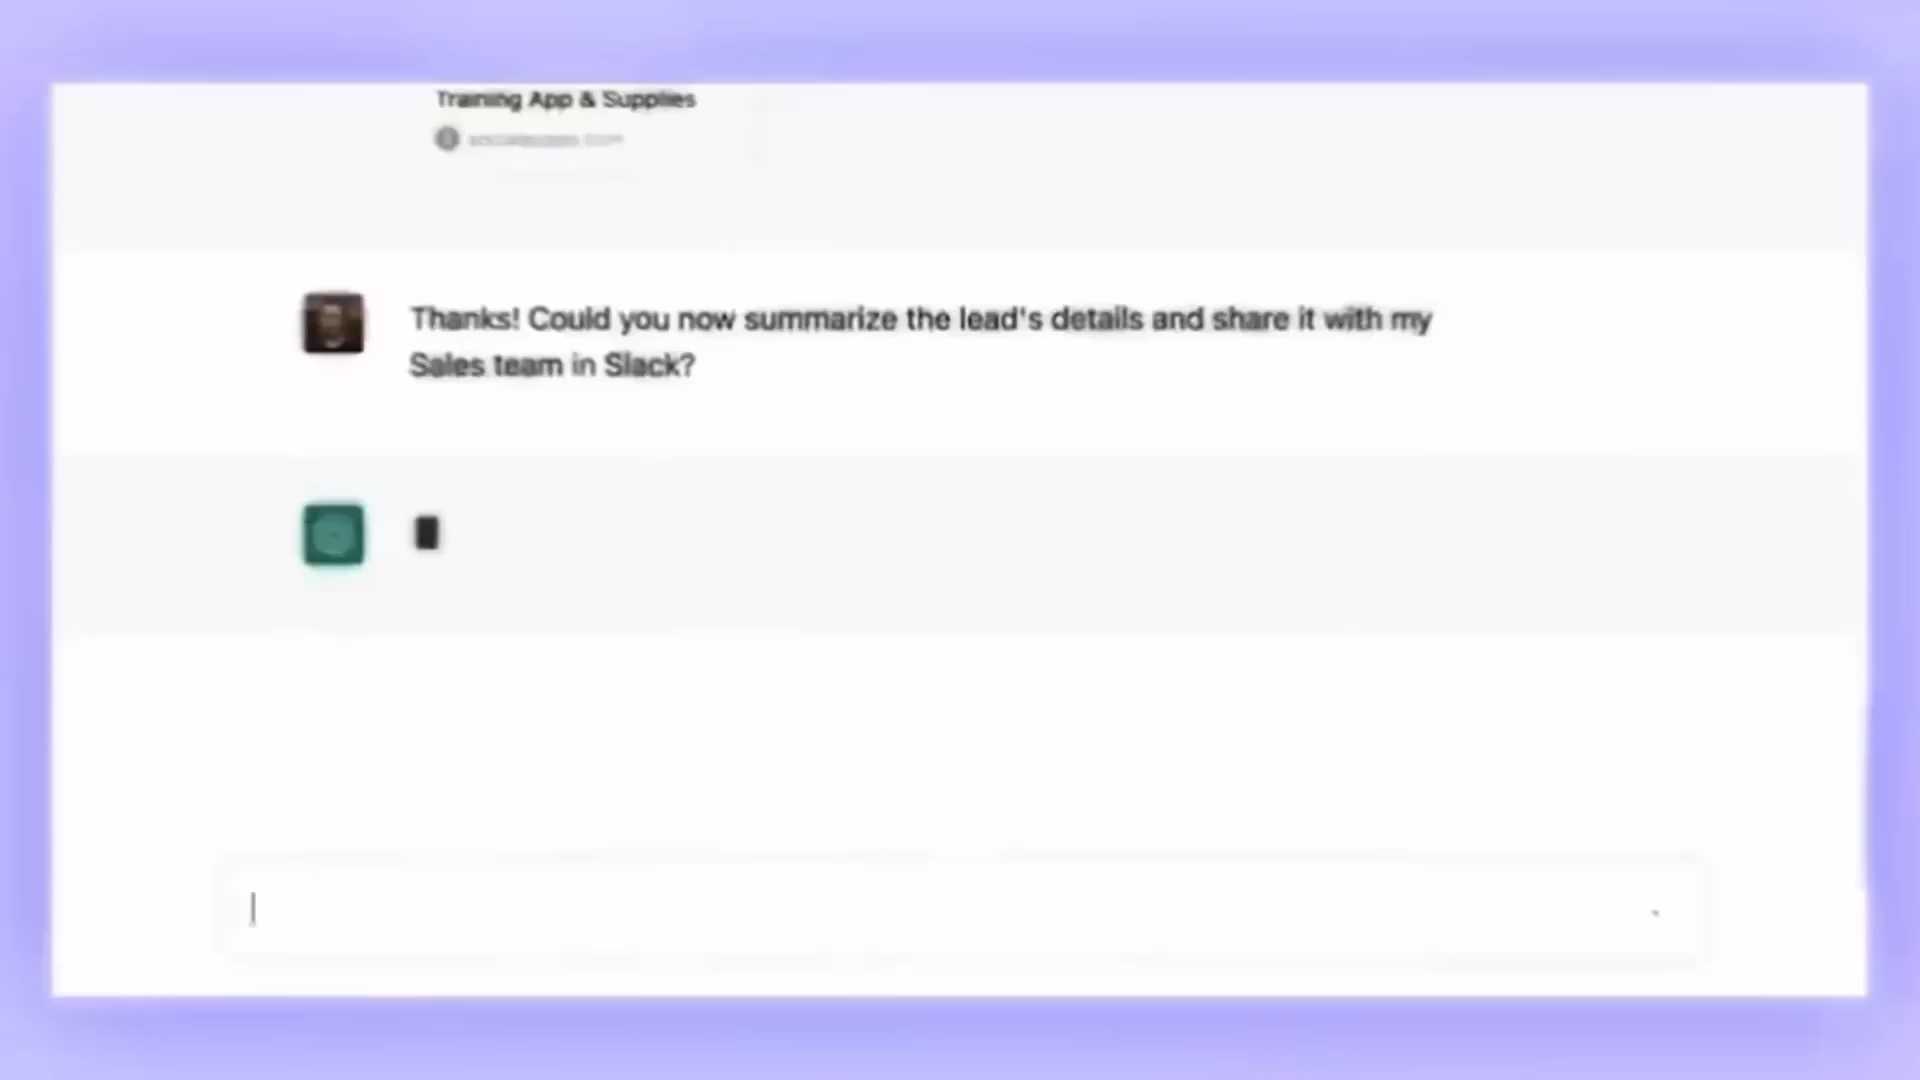 Training App & Supplies
Thanks! Could you now summarize the lead's details and share it with my
Sales team in Slack?